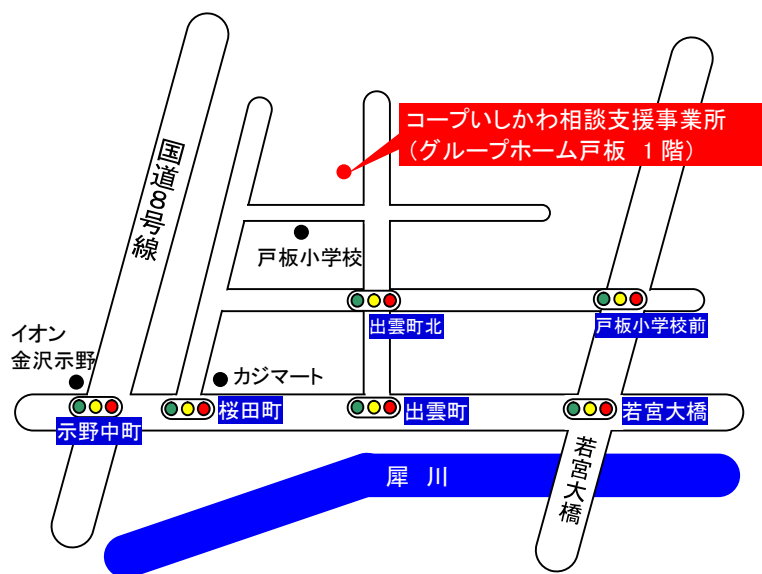 コープいしかわ相談支援事業所
(グループホーム戸板 1階)
国道8号線
戸板小学校
出雲町北
戸板小学校前
イオン
金沢示野
カジマート
示野中町
桜田町
出雲町
若宮大橋
若宮大橋
犀 川